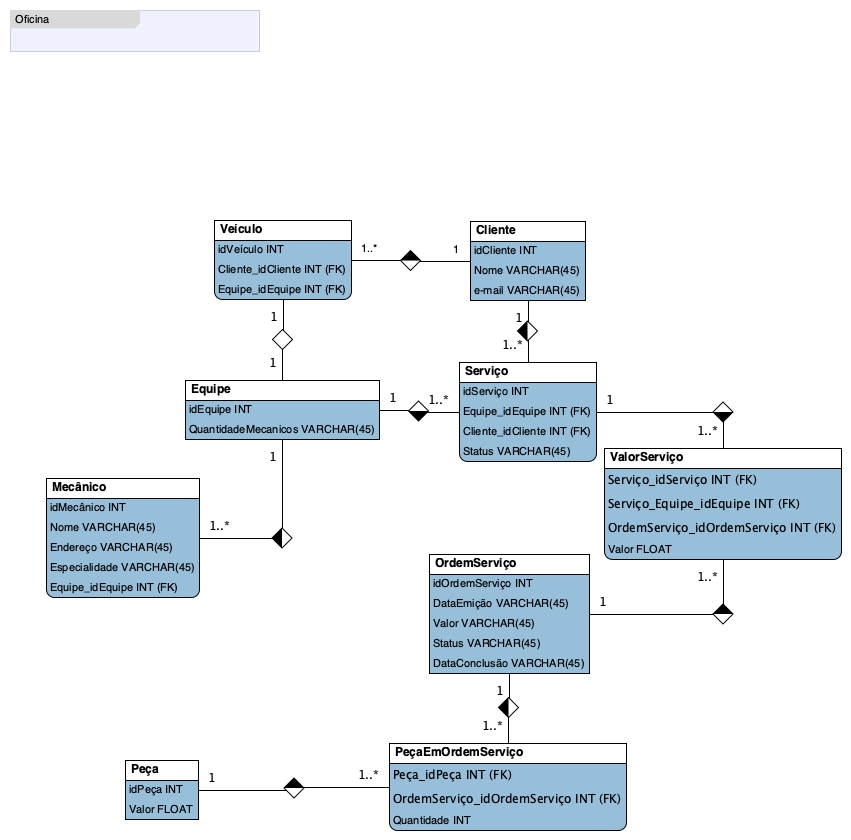 Oficina
Veículo
idVeículo INT
Cliente_idCliente INT (FK)
Equipe_idEquipe INT (FK)
1..*
1
Cliente
idCliente INT
Nome VARCHAR(45)
e-mail VARCHAR(45)
1
1
1
1..*
Equipe
idEquipe INT
QuantidadeMecanicos VARCHAR(45)
1
1..*
Serviço
idServiço INT
Equipe_idEquipe INT (FK)
Cliente_idCliente INT (FK)
Status VARCHAR(45)
1
1..*
ValorServiço
Serviço_idServiço INT (FK)
Serviço_Equipe_idEquipe INT (FK)
OrdemServiço_idOrdemServiço INT (FK)
Valor FLOAT
1
Mecânico
idMecânico INT
Nome VARCHAR(45)
Endereço VARCHAR(45)
Especialidade VARCHAR(45)
Equipe_idEquipe INT (FK)
1..*
OrdemServiço
idOrdemServiço INT
DataEmição VARCHAR(45)
Valor VARCHAR(45)
Status VARCHAR(45)
DataConclusão VARCHAR(45)
1
1..*
1
1..*
Peça
idPeça INT
Valor FLOAT
1
1..*
PeçaEmOrdemServiço
Peça_idPeça INT (FK)
OrdemServiço_idOrdemServiço INT (FK)
Quantidade INT